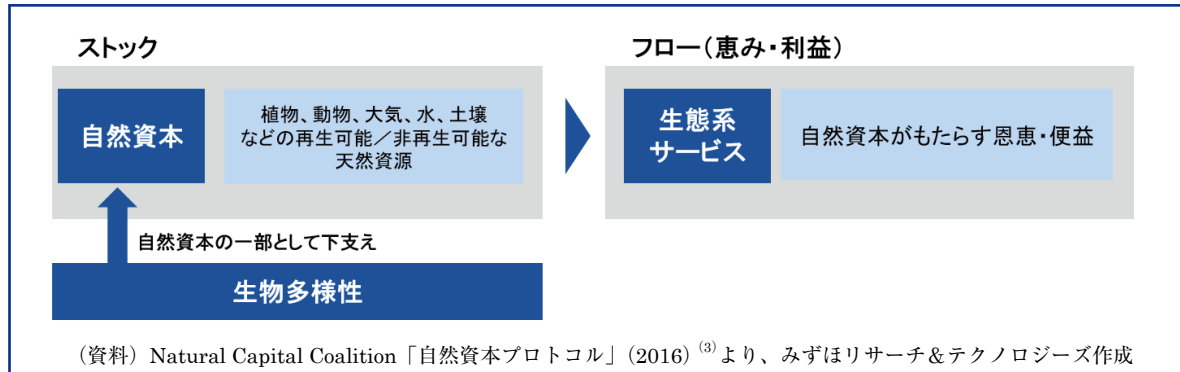 ストック
フロー(恵み・利益)
自然資本
植物、動物、大気、水、土壌
などの再生可能/非再生可能な
天然資源
生態系
サービス
自然資本がもたらす恩恵・便益
自然資本の一部として下支え
生物多様性
(資料)Natural Capital Coalition「自然資本プロトコル」(2016)(3)より、みずほリサーチ&テクノロジーズ作成